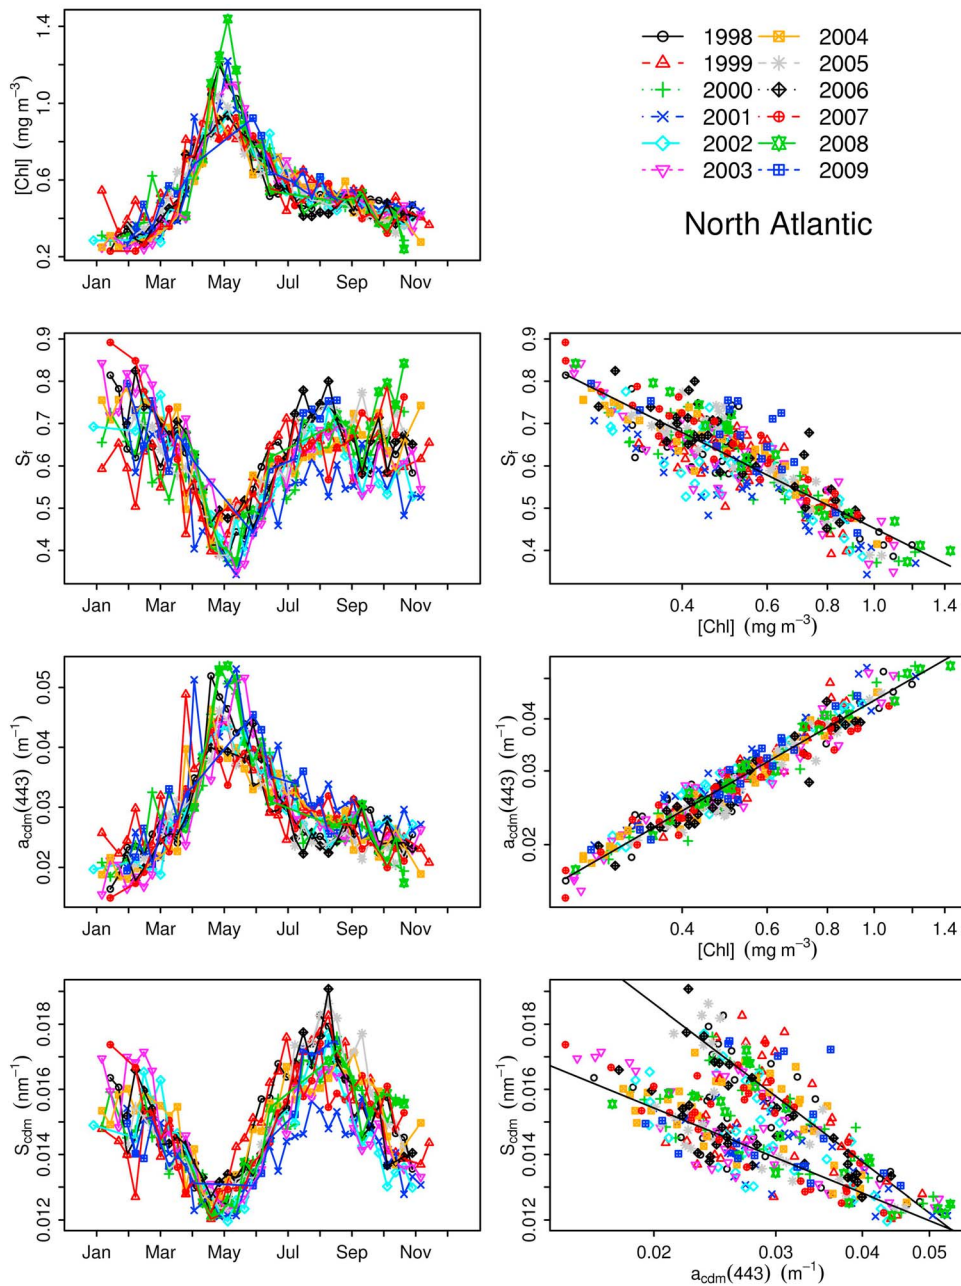 1998 2004
1999 2005
2000 2006
2001 2007
2002 2008
2003 2009
North Atlantic
[Chl] (mg m−3)
0.2 0.6 1.0 1.4
Jan Mar May Jul Sep Nov
Sf
0.4 0.5 0.6 0.7 0.8 0.9
Jan Mar May Jul Sep Nov
Sf
0.4 0.5 0.6 0.7 0.8 0.9
0.4 0.6 0.8 1.0 1.4
[Chl] (mg m−3)
acdm(443) (m−1)
0.02 0.03 0.04 0.05
Jan Mar May Jul Sep Nov
acdm(443) (m−1)
0.02 0.03 0.04
0.4 0.6 0.8 1.0 1.4
[Chl] (mg m−3)
Scdm (nm−1)
0.012 0.014 0.016 0.018
Jan Mar May Jul Sep Nov
Scdm (nm−1)
0.012 0.014 0.016 0.018
0.02 0.03 0.04 0.05
acdm(443) (m−1)